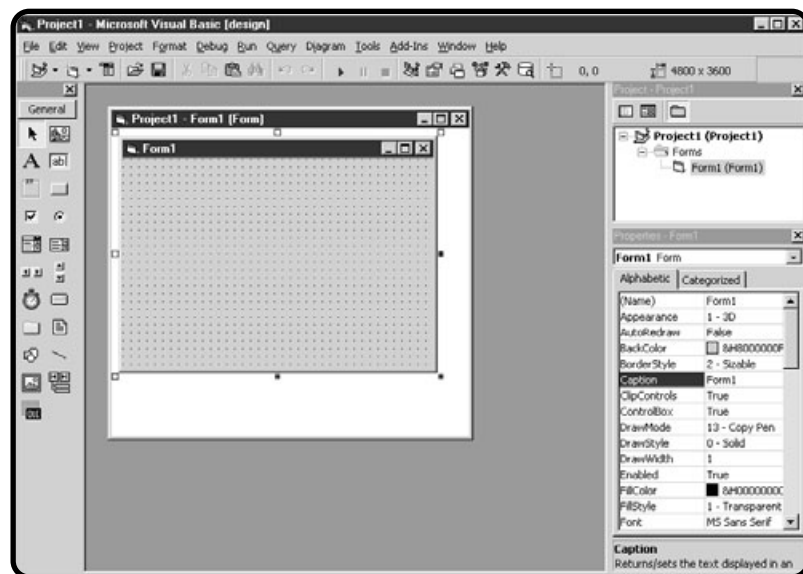 Project1 - Microsoft Visual Basic [design]
File Edit View Project Format Debug Run Query Diagram Tools Add-Ins Window Help
0, 0
4800 x 3600
General
A
ab
Project1 - Form1 (Form)
Form1
Project - Project1
Project1 (Project1)
Forms
Form1 (Form1)
Properties - Form1
Form1 Form
Alphabetic Categorized
(Name) Form1
Appearance 1 - 3D
AutoRedraw False
BackColor &H8000000F
BorderStyle 2 - Sizable
Caption Form1
ClipControls True
ControlBox True
DrawMode 13 - Copy Pen
DrawStyle 0 - Solid
DrawWidth 1
Enabled True
FillColor &H0000000C
FillStyle 1 - Transparent
Font MS Sans Serif
Caption
Returns/sets the text displayed in an